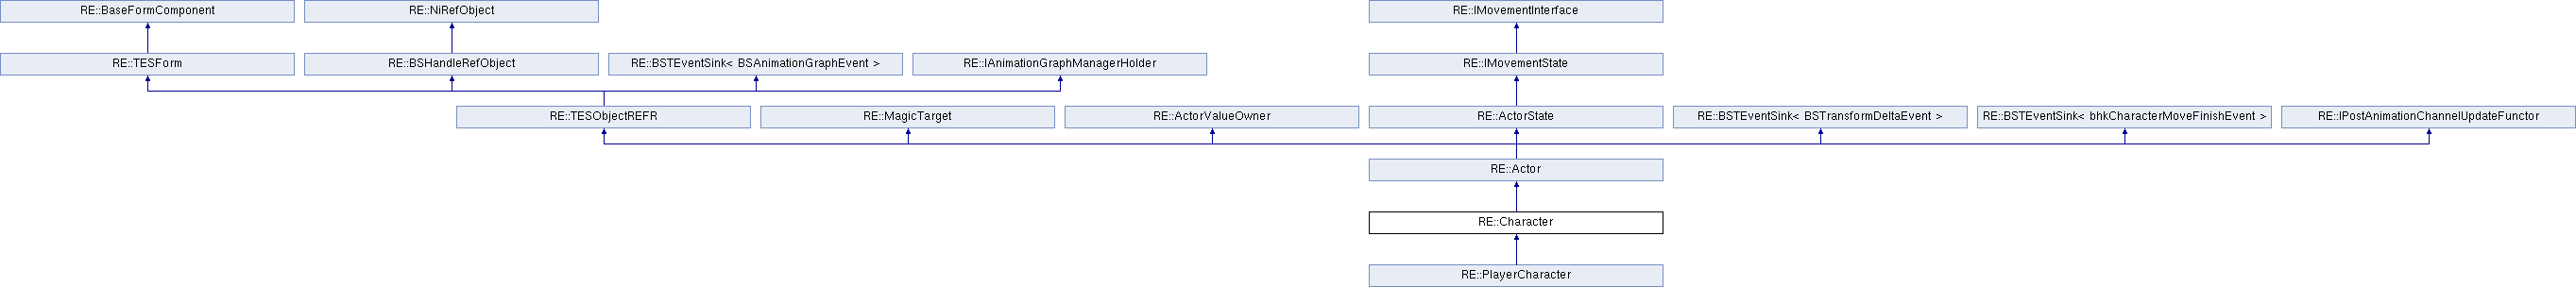 RE::BaseFormComponent
RE::NiRefObject
RE::IMovementInterface
RE::TESForm
RE::BSHandleRefObject
RE::BSTEventSink< BSAnimationGraphEvent >
RE::IAnimationGraphManagerHolder
RE::IMovementState
RE::TESObjectREFR
RE::MagicTarget
RE::ActorValueOwner
RE::ActorState
RE::BSTEventSink< BSTransformDeltaEvent >
RE::BSTEventSink< bhkCharacterMoveFinishEvent >
RE::IPostAnimationChannelUpdateFunctor
RE::Actor
RE::Character
RE::PlayerCharacter